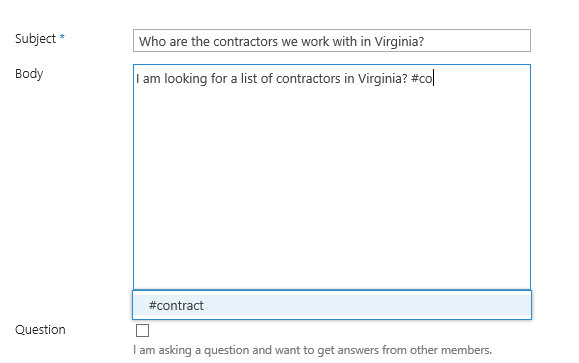 Subject *
Who are the contractors we work with in Virginia?
Body
I am looking for a list of contractors in Virginia? #co
#contract
Question
I am asking a question and want to get answers from other members.